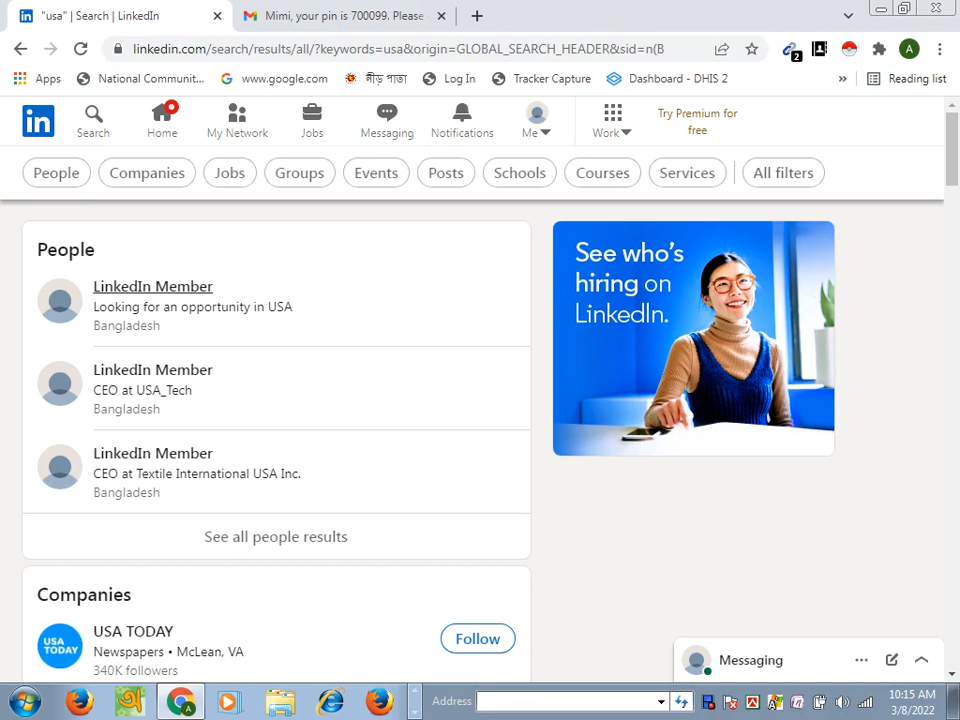 "usa" | Search | LinkedIn
Mimi, your pin is 700099. Please
linkedin.com/search/results/all/?keywords=usa&origin=GLOBAL_SEARCH_HEADER&sid=n(B
2
A
Apps
National Communit...
www.google.com
নীড় পাতা
Log In
Tracker Capture
Dashboard - DHIS 2
»
Reading list
in
Search
Home
My Network
Jobs
Messaging
Notifications
Me
Work
Try Premium for
free
People
Companies
Jobs
Groups
Events
Posts
Schools
Courses
Services
All filters
People
LinkedIn Member
Looking for an opportunity in USA
Bangladesh
LinkedIn Member
CEO at USA_Tech
Bangladesh
LinkedIn Member
CEO at Textile International USA Inc.
Bangladesh
See all people results
See who's
hiring on
LinkedIn.
Companies
USA
TODAY
USA TODAY
Newspapers • McLean, VA
340K followers
Follow
Messaging
Address
10:15 AM
3/8/2022